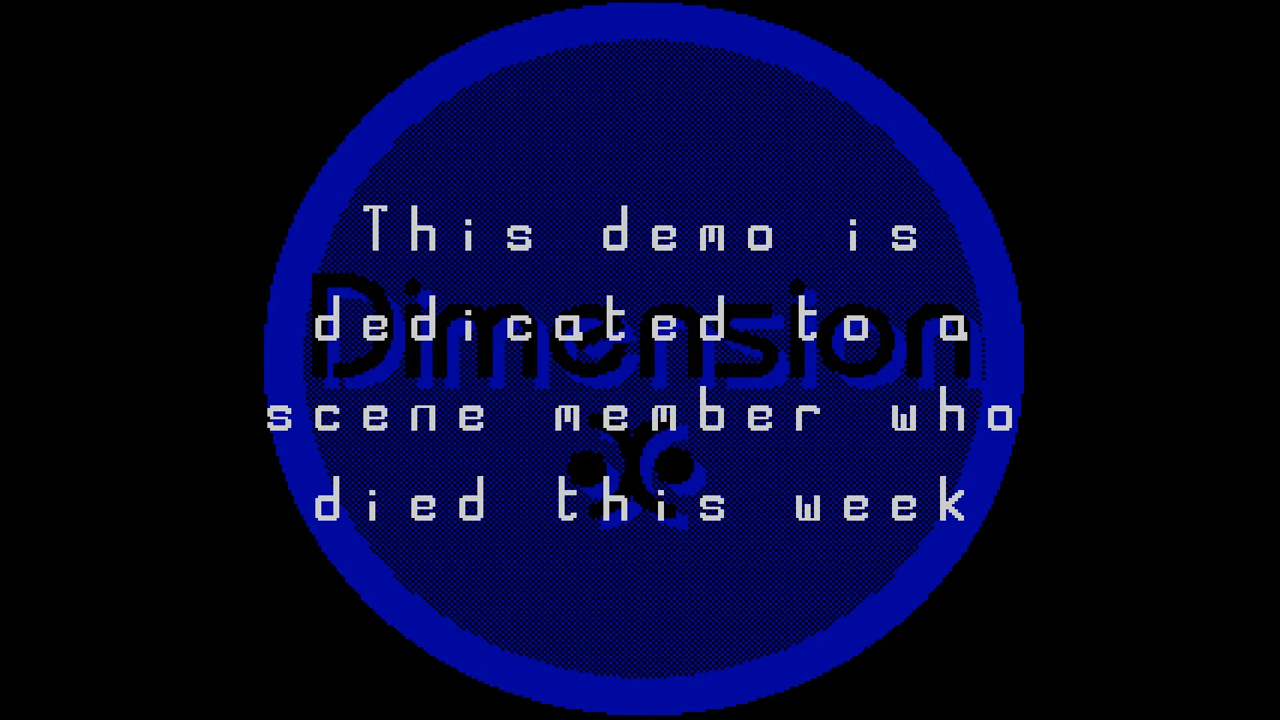 This demo is
Dimension
dedicated to a
scene member who
died this week